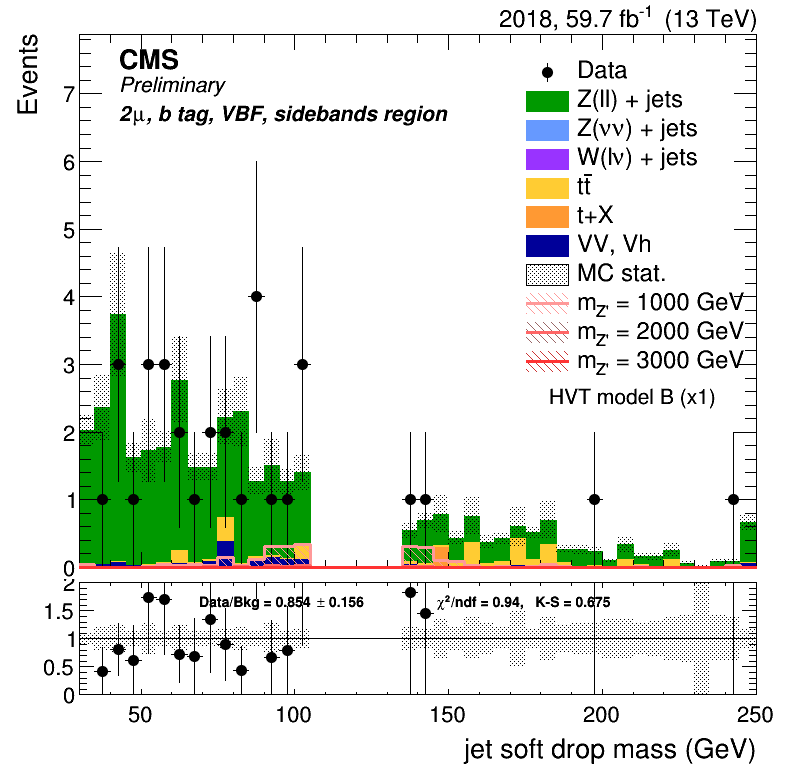 2018, 59.7 fb⁻¹ (13 TeV)
Events
CMS
Preliminary
2μ, b tag, VBF, sidebands region
Data
Z(ll) + jets
Z(νν) + jets
W(lν) + jets
tt̄
t+X
VV, Vh
MC stat.
m_Z' = 1000 GeV
m_Z' = 2000 GeV
m_Z' = 3000 GeV
HVT model B (x1)
7
6
5
4
3
2
1
0
Data/Bkg = 0.854 ± 0.156 χ²/ndf = 0.94, K-S = 0.675
2
1.5
1
0.5
0
50 100 150 200 250
jet soft drop mass (GeV)